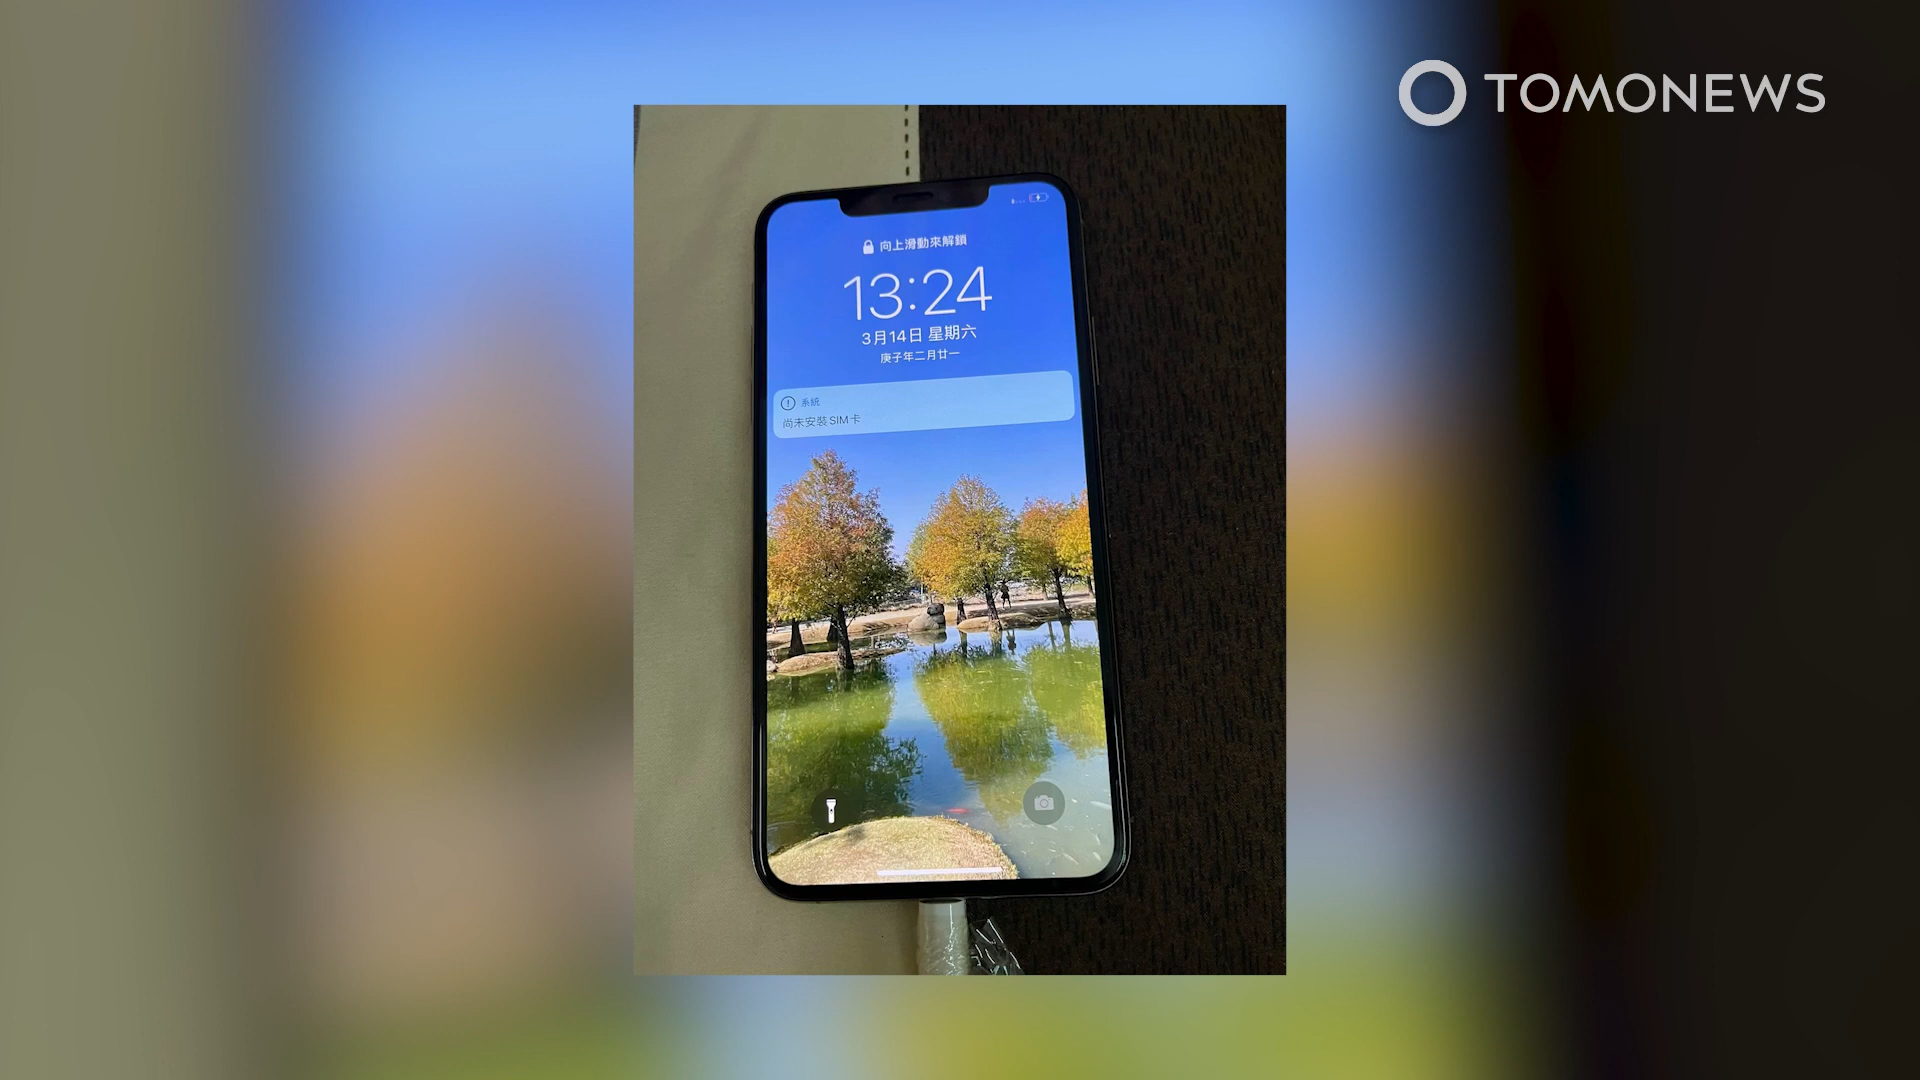 TOMONEWS
向上滑動來解鎖
13:24
3月14日 星期六
庚子年二月廿一
系統
尚未安裝 SIM 卡